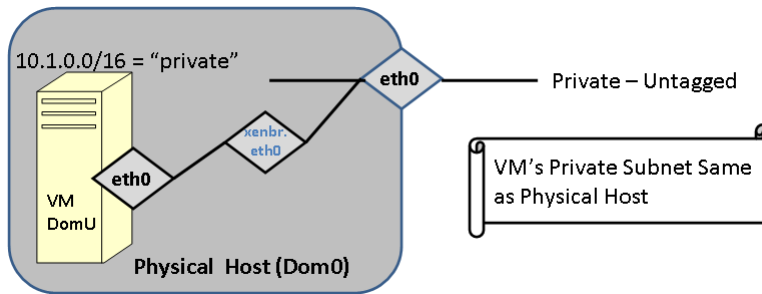 10.1.0.0/16 = “private”
eth0
Private – Untagged
xenbr.
eth0
eth0
VM
DomU
VM’s Private Subnet Same
as Physical Host
Physical Host (Dom0)